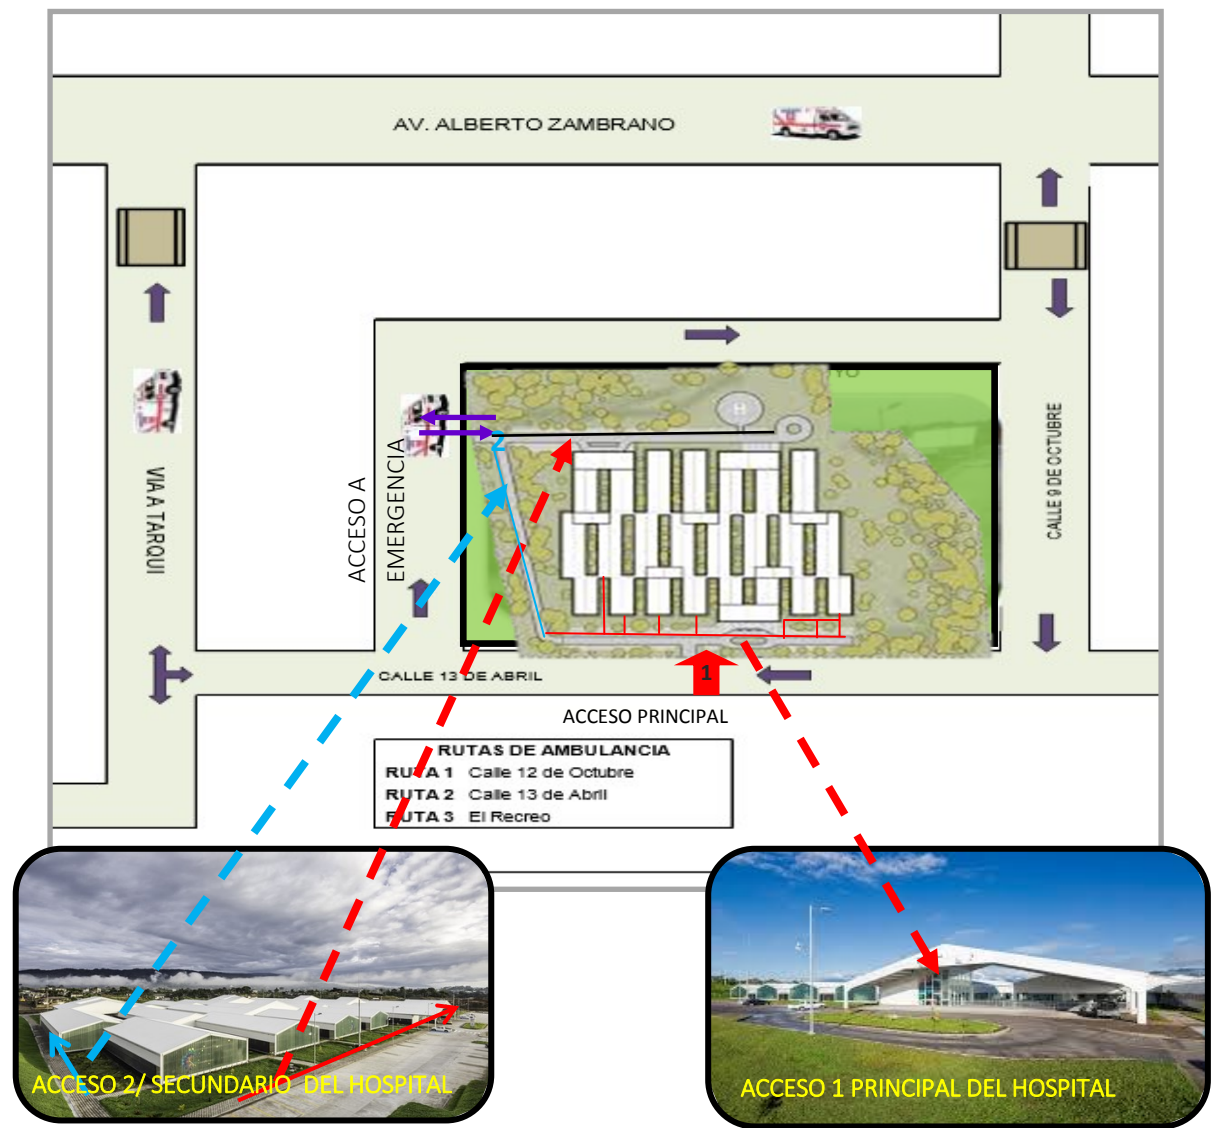 AV. ALBERTO ZAMBRANO
H
2
VIA A TARQUI
ACCESO A
EMERGENCIA
CALLE 9 DE OCTUBRE
CALLE 13 DE ABRIL
1
ACCESO PRINCIPAL
RUTAS DE AMBULANCIA
RUTA 1 Calle 12 de Octubre
RUTA 2 Calle 13 de Abril
RUTA 3 El Recreo
ACCESO 2/ SECUNDARIO DEL HOSPITAL
ACCESO 1 PRINCIPAL DEL HOSPITAL